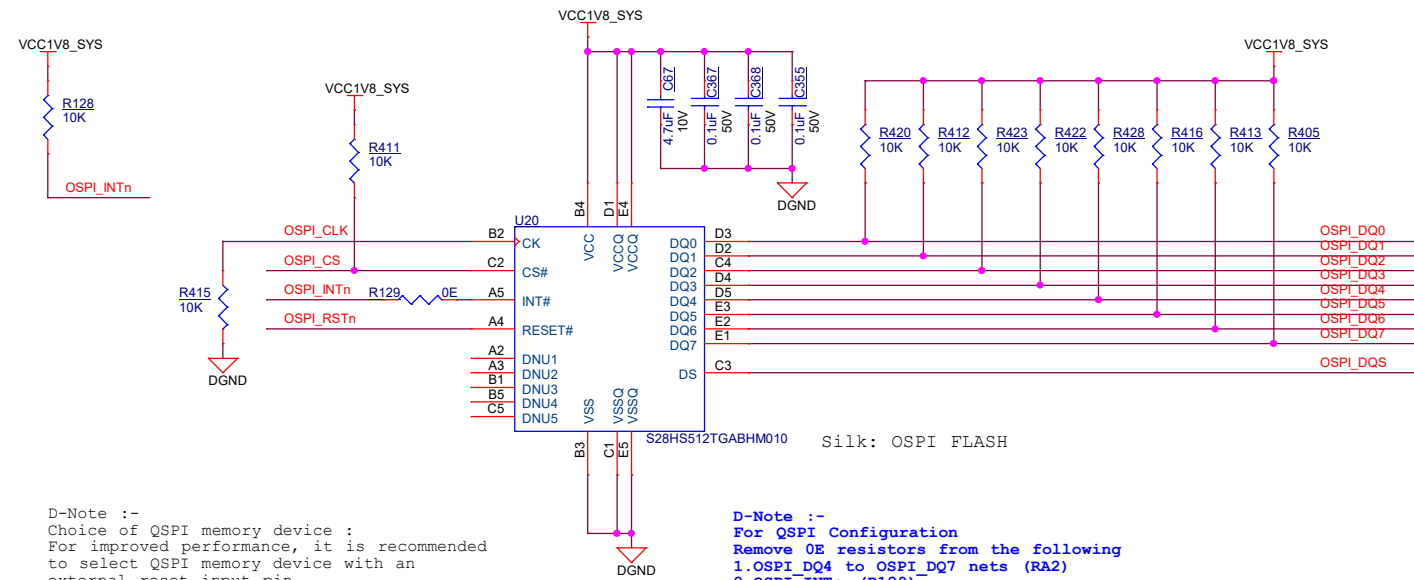 VCC1V8_SYS
R128
10K
OSPI_INTn
VCC1V8_SYS
R411
10K
VCC1V8_SYS
C67
4.7uF
10V
C367
0.1uF
50V
C368
0.1uF
50V
C355
0.1uF
50V
DGND
VCC1V8_SYS
R420
10K
R412
10K
R423
10K
R422
10K
R428
10K
R416
10K
R413
10K
R405
10K
OSPI_CLK
OSPI_CS
OSPI_INTn
R129
0E
OSPI_RSTn
R415
10K
DGND
U20
B4
D1
E4
VCC
VCCQ
VCCQ
B2
CK
C2
CS#
A5
INT#
A4
RESET#
A2
DNU1
A3
DNU2
B1
DNU3
B5
DNU4
C5
DNU5
DQ0
D3
DQ1
D2
DQ2
C4
DQ3
D4
DQ4
D5
DQ5
E3
DQ6
E2
DQ7
E1
DS
C3
VSS
VSSQ
VSSQ
B3
C1
E5
S28HS512TGABHM010
Silk: OSPI FLASH
OSPI_DQ0
OSPI_DQ1
OSPI_DQ2
OSPI_DQ3
OSPI_DQ4
OSPI_DQ5
OSPI_DQ6
OSPI_DQ7
OSPI_DQS
DGND
D-Note :-
Choice of QSPI memory device :
For improved performance, it is recommended
to select QSPI memory device with an
external reset input pin
D-Note :-
For QSPI Configuration
Remove 0E resistors from the following
1.OSPI_DQ4 to OSPI_DQ7 nets (RA2)